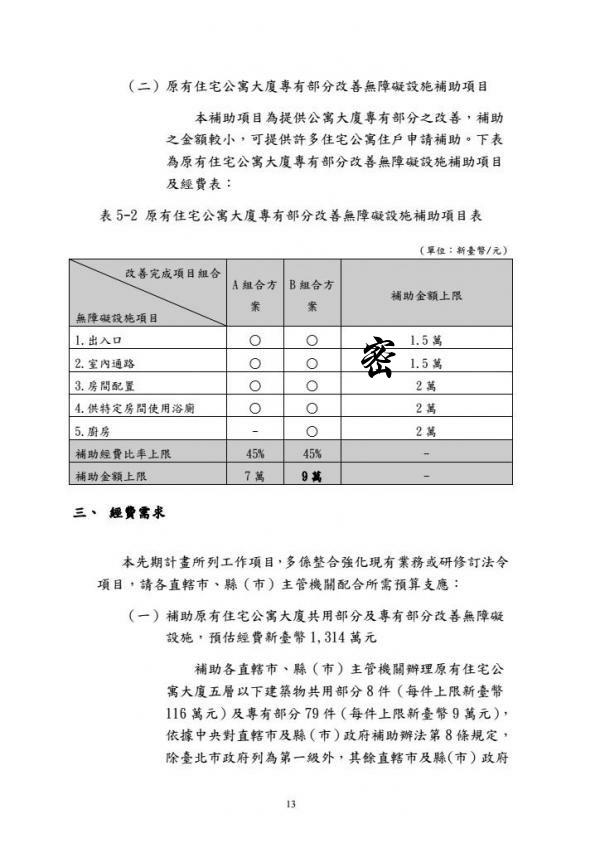 （二）原有住宅公寓大廈專有部分改善無障礙設施補助項目
本補助項目為提供公寓大廈專有部分之改善，補助
之金額較小，可提供許多住宅公寓住戶申請補助。下表
為原有住宅公寓大廈專有部分改善無障礙設施補助項目
及經費表：
表 5-2 原有住宅公寓大廈專有部分改善無障礙設施補助項目表
（單位：新臺幣/元）
改善完成項目組合
無障礙設施項目
A 組合方
案
B 組合方
案
補助金額上限
1.出入口 ○ ○ 1.5 萬
密
2.室內通路 ○ ○ 1.5 萬
3.房間配置 ○ ○ 2 萬
4.供特定房間使用浴廁 ○ ○ 2 萬
5.廚房 - ○ 2 萬
補助經費比率上限 45% 45% -
補助金額上限 7 萬 9 萬 -
三、 經費需求
本先期計畫所列工作項目，多係整合強化現有業務或研修訂法令
項目，請各直轄市、縣（市）主管機關配合所需預算支應：
（一）補助原有住宅公寓大廈共用部分及專有部分改善無障礙
設施，預估經費新臺幣 1,314 萬元
補助各直轄市、縣（市）主管機關辦理原有住宅公
寓大廈五層以下建築物共用部分 8 件（每件上限新臺幣
116 萬元）及專有部分 79 件（每件上限新臺幣 9 萬元），
依據中央對直轄市及縣（市）政府補助辦法第 8 條規定，
除臺北市政府列為第一級外，其餘直轄市及縣(市）政府
13